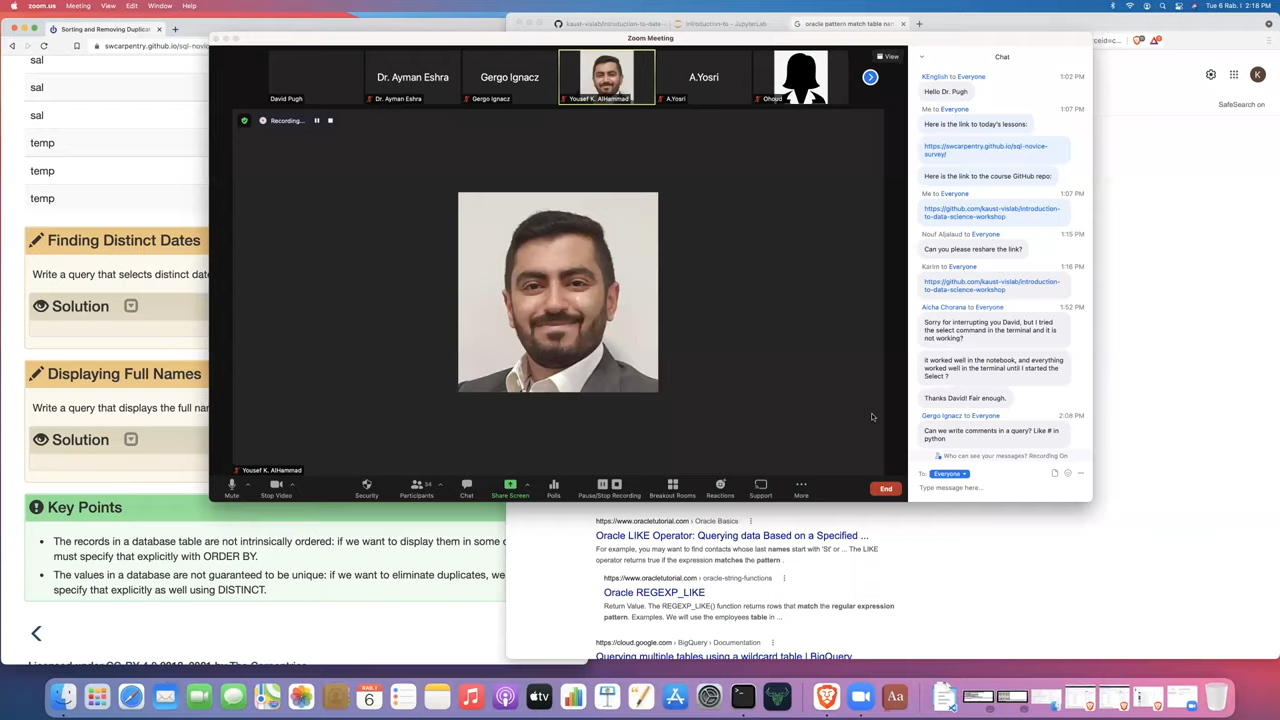 zoom.us Meeting View Edit Window Help
Tue 6 Rab. I 2:18 PM
Sorting and Removing Duplicat
kaust-vislab/introduction-to-date-
introduction-to JupyterLab
oracle pattern match table nam
swcarpentry.github.io/sql-novic
sal
sal
sal
temp
temp
temp
Finding Distinct Dates
Write a query that selects distinct date
Solution
Displaying Full Names
Write a query that displays the full nam
Solution
Key Points
The records in a database table are not intrinsically ordered: if we want to display them in some
must specify that explicitly with ORDER BY.
The values in a database are not guaranteed to be unique: if we want to eliminate duplicates, we
specify that explicitly as well using DISTINCT.
Zoom Meeting
View
David Pugh
Dr. Ayman Eshra
Dr. Ayman Eshra
Gergo Ignacz
Gergo Ignacz
Yousef K. AlHammad
A.Yosri
A.Yosri
Ohoud
Recording...
Yousef K. AlHammad
Mute
Stop Video
Security
Participants 34
Chat
Share Screen
Polls
Pause/Stop Recording
Breakout Rooms
Reactions
Support
More
End
Chat
KEnglish to Everyone 1:02 PM
Hello Dr. Pugh
Me to Everyone 1:07 PM
Here is the link to today's lessons:
https://swcarpentry.github.io/sql-novice-
survey/
Here is the link to the course GitHub repo:
Me to Everyone 1:07 PM
https://github.com/kaust-vislab/introduction-
to-data-science-workshop
Nouf Aljalaud to Everyone 1:15 PM
Can you please reshare the link?
Karim to Everyone 1:16 PM
https://github.com/kaust-vislab/introduction-
to-data-science-workshop
Aicha Chorana to Everyone 1:52 PM
Sorry for interrupting you David, but I tried
the select command in the terminal and it is
not working?
it worked well in the notebook, and everything
worked well in the terminal until I started the
Select ?
Thanks David! Fair enough.
Gergo Ignacz to Everyone 2:08 PM
Can we write comments in a query? Like # in
python
Who can see your messages? Recording On
To: Everyone
Type message here...
K
SafeSearch on
https://www.oracletutorial.com › Oracle Basics
Oracle LIKE Operator: Querying data Based on a Specified ...
For example, you may want to find contacts whose last names start with 'St' or ... The LIKE
operator returns true if the expression matches the pattern .
https://www.oracletutorial.com › oracle-string-functions
Oracle REGEXP_LIKE
Return Value. The REGEXP_LIKE() function returns rows that match the regular expression
pattern. Examples. We will use the employees table in ...
https://cloud.google.com › BigQuery › Documentation
Querying multiple tables using a wildcard table | BigQuery
RAB. I
6
tv
Aa